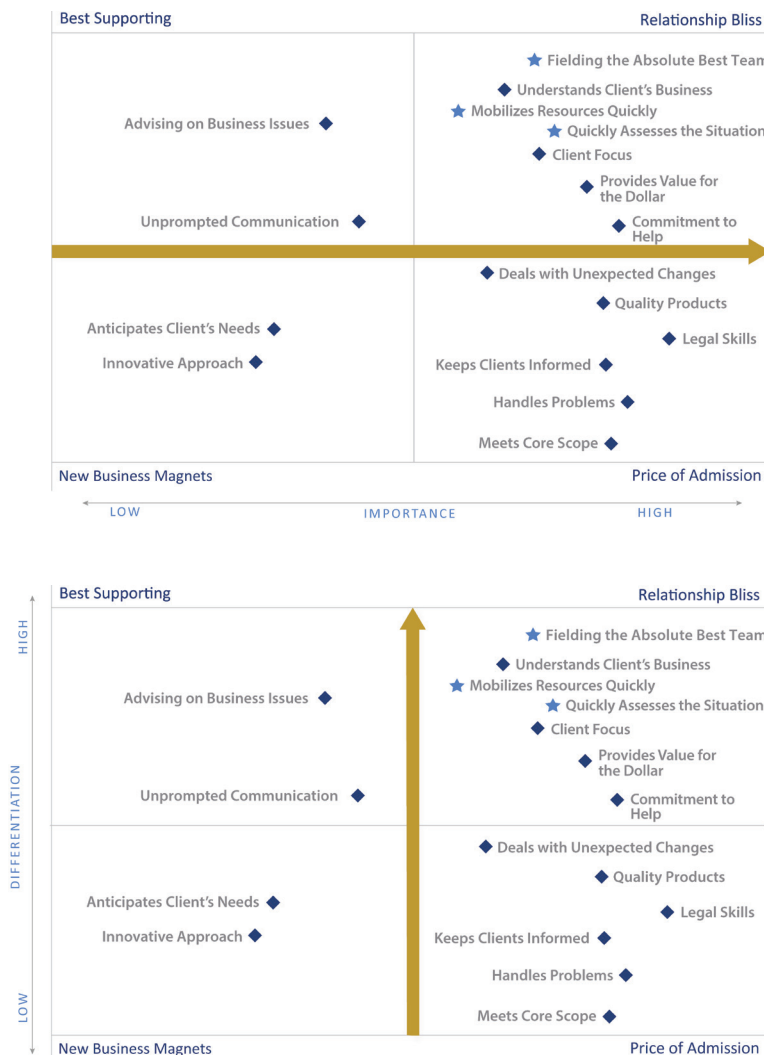 Best Supporting
Relationship Bliss
Fielding the Absolute Best Team
Understands Client's Business
Mobilizes Resources Quickly
Advising on Business Issues
Quickly Assesses the Situation
Client Focus
Provides Value for
the Dollar
Unprompted Communication
Commitment to
Help
Deals with Unexpected Changes
Quality Products
Anticipates Client's Needs
Legal Skills
Innovative Approach
Keeps Clients Informed
Handles Problems
Meets Core Scope
New Business Magnets
Price of Admission
LOW
IMPORTANCE
HIGH
Best Supporting
Relationship Bliss
HIGH
DIFFERENTIATION
LOW
Fielding the Absolute Best Team
Understands Client's Business
Mobilizes Resources Quickly
Advising on Business Issues
Quickly Assesses the Situation
Client Focus
Provides Value for
the Dollar
Unprompted Communication
Commitment to
Help
Deals with Unexpected Changes
Quality Products
Anticipates Client's Needs
Legal Skills
Innovative Approach
Keeps Clients Informed
Handles Problems
Meets Core Scope
New Business Magnets
Price of Admission